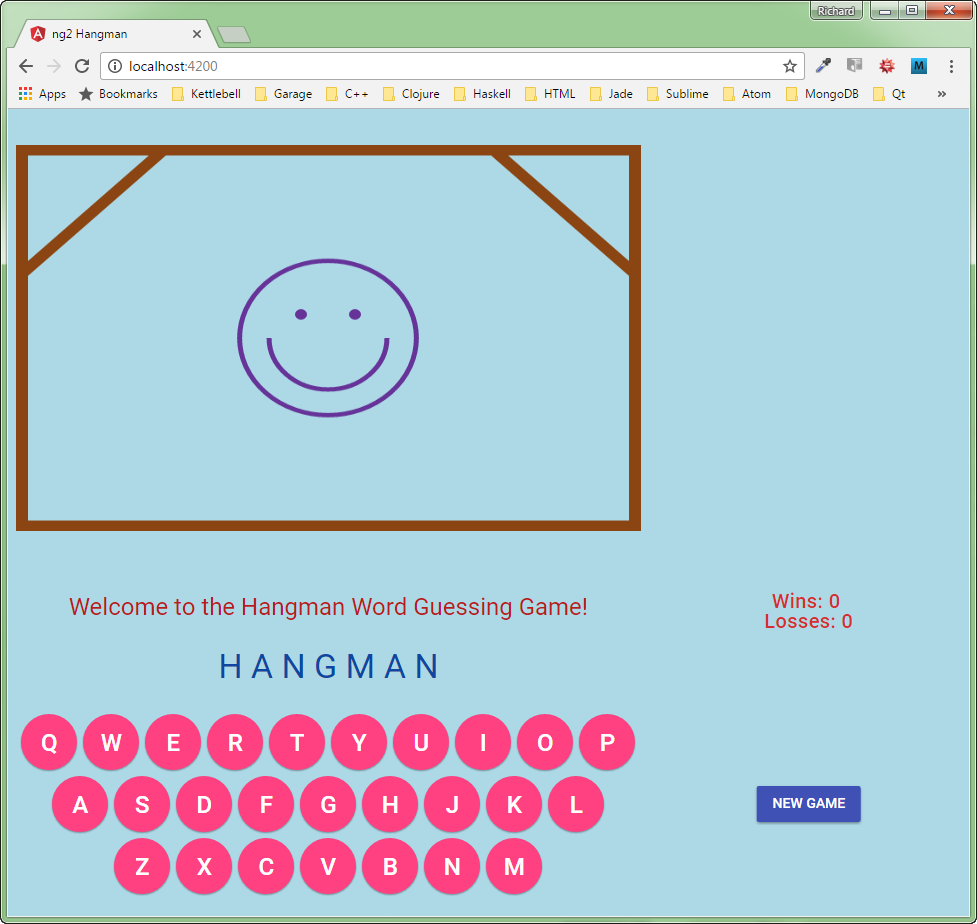 Richard
ng2 Hangman
localhost:4200
Apps Bookmarks Kettlebell Garage C++ Clojure Haskell HTML Jade Sublime Atom MongoDB Qt »
Welcome to the Hangman Word Guessing Game!
Wins: 0
Losses: 0
H A N G M A N
Q W E R T Y U I O P
A S D F G H J K L
NEW GAME
Z X C V B N M